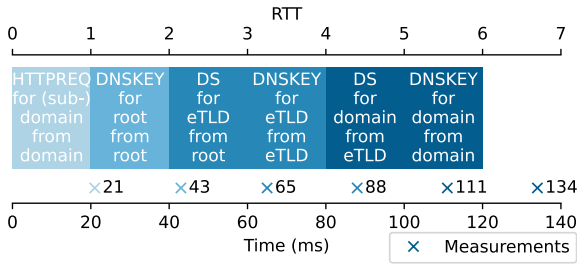 RTT
0 1 2 3 4 5 6 7
HTTPREQ DNSKEY DS DNSKEY DS DNSKEY
for (sub-) for for for for for
domain root eTLD eTLD domain domain
from from from from from from
domain root root eTLD eTLD domain
21 43 65 88 111 134
0 20 40 60 80 100 120 140
Time (ms)
Measurements